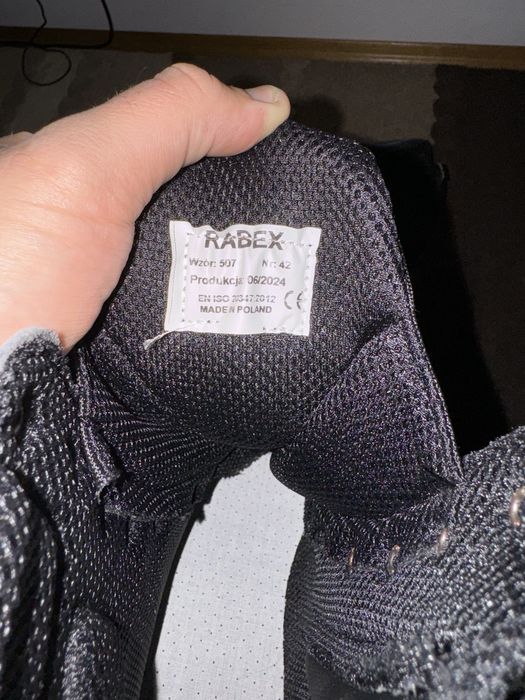 RABEX
Wzór: 507 Nr: 42
Produkcja: 06/2024
EN ISO 20347:2012 CE
MADE IN POLAND